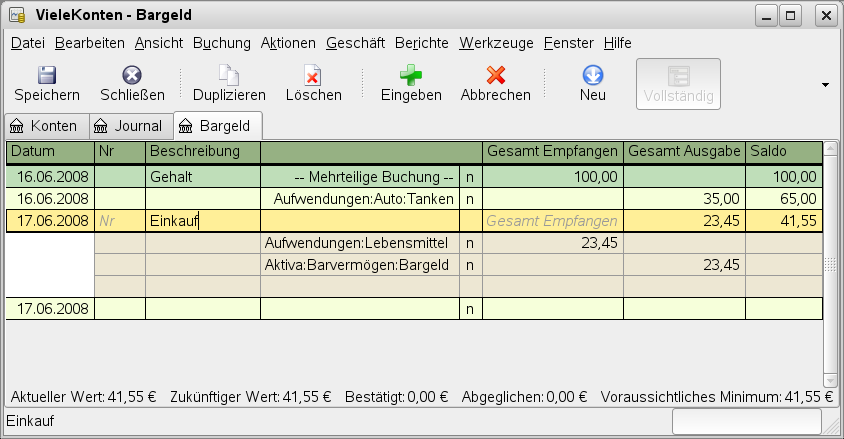 VieleKonten - Bargeld
Datei Bearbeiten Ansicht Buchung Aktionen Geschäft Berichte Werkzeuge Fenster Hilfe
Speichern Schließen Duplizieren Löschen Eingeben Abbrechen Neu Vollständig
Konten Journal Bargeld
Datum Nr Beschreibung Gesamt Empfangen Gesamt Ausgabe Saldo
16.06.2008 Gehalt -- Mehrteilige Buchung -- n 100,00 100,00
16.06.2008 Aufwendungen:Auto:Tanken n 35,00 65,00
17.06.2008 Nr Einkauf Gesamt Empfangen 23,45 41,55
Aufwendungen:Lebensmittel n 23,45
Aktiva:Barvermögen:Bargeld n 23,45
17.06.2008 n
Aktueller Wert: 41,55 € Zukünftiger Wert: 41,55 € Bestätigt: 0,00 € Abgeglichen: 0,00 € Voraussichtliches Minimum: 41,55 €
Einkauf